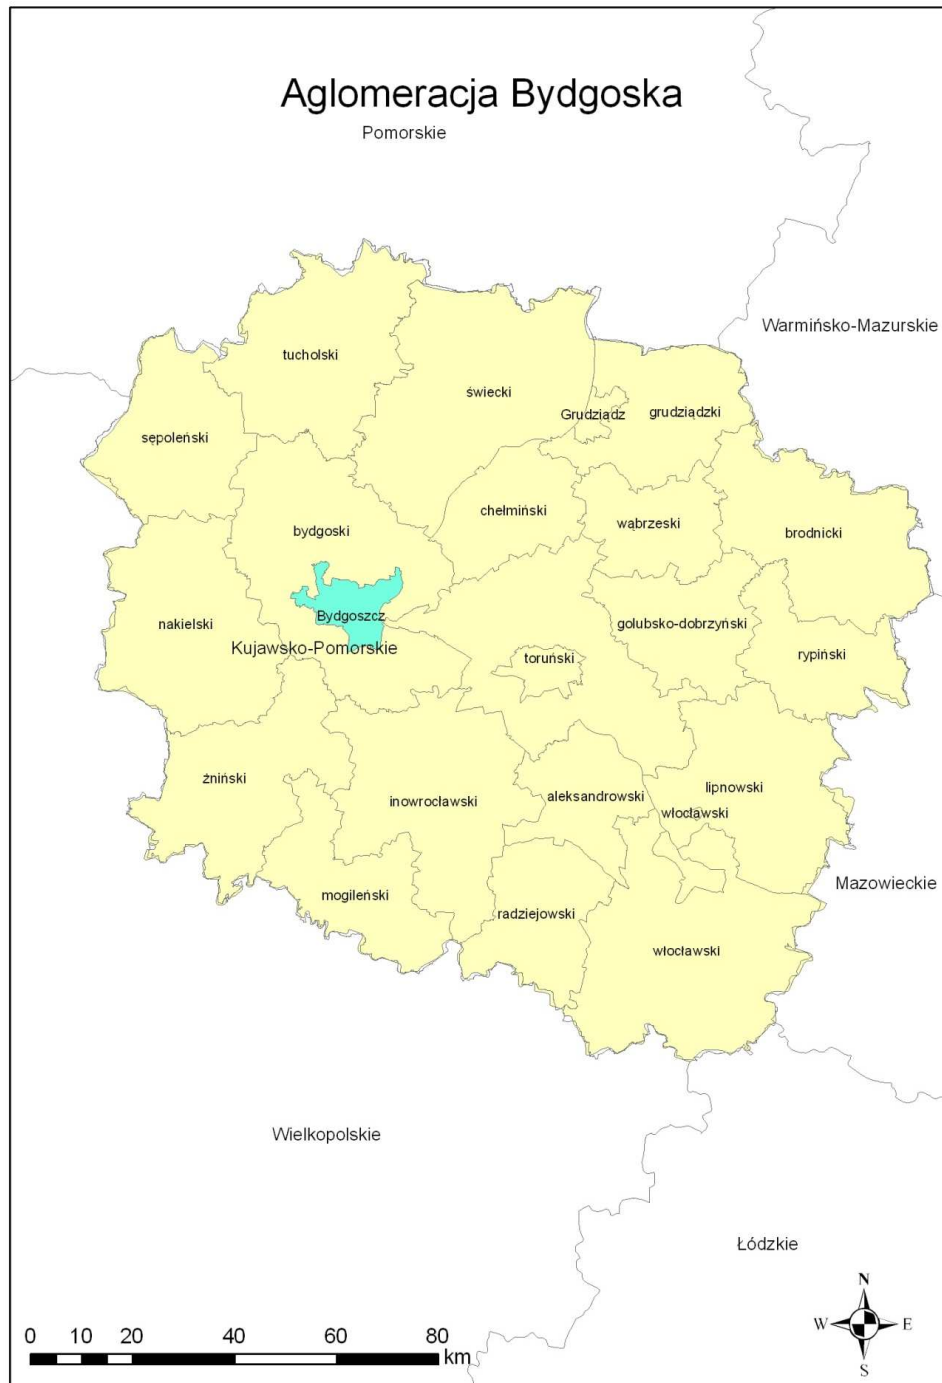 Aglomeracja Bydgoska
Pomorskie
Warmińsko-Mazurskie
tucholski
świecki
Grudziądz
grudziądzki
sępoleński
chełmiński
wąbrzeski
bydgoski
brodnicki
Bydgoszcz
nakielski
golubsko-dobrzyński
Kujawsko-Pomorskie
toruński
rypiński
żniński
inowrocławski
aleksandrowski
lipnowski
włocławski
mogileński
radziejowski
Mazowieckie
włocławski
Wielkopolskie
Łódzkie
N
W
E
S
0 10 20 40 60 80
km